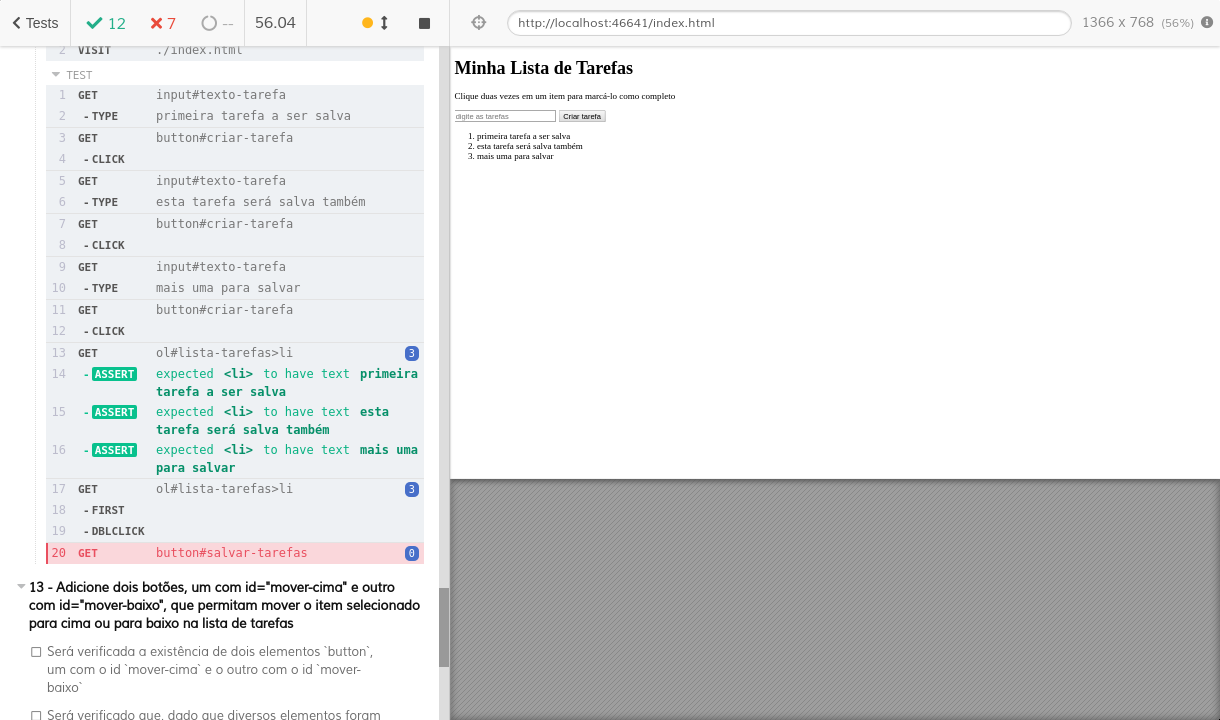 Tests 12 7 -- 56.04 http://localhost:46641/index.html 1366 x 768 (56%)
2 VISIT ./index.html
TEST
1 GET input#texto-tarefa
2 -TYPE primeira tarefa a ser salva
3 GET button#criar-tarefa
4 -CLICK
5 GET input#texto-tarefa
6 -TYPE esta tarefa será salva também
7 GET button#criar-tarefa
8 -CLICK
9 GET input#texto-tarefa
10 -TYPE mais uma para salvar
11 GET button#criar-tarefa
12 -CLICK
13 GET ol#lista-tarefas>li 3
14 -ASSERT expected <li> to have text primeira
tarefa a ser salva
15 -ASSERT expected <li> to have text esta
tarefa será salva também
16 -ASSERT expected <li> to have text mais uma
para salvar
17 GET ol#lista-tarefas>li 3
18 -FIRST
19 -DBLCLICK
20 GET button#salvar-tarefas 0
13 - Adicione dois botões, um com id="mover-cima" e outro
com id="mover-baixo", que permitam mover o item selecionado
para cima ou para baixo na lista de tarefas
Será verificada a existência de dois elementos `button`,
um com o id `mover-cima` e o outro com o id `mover-
baixo`
Será verificado que, dado que diversos elementos foram
Minha Lista de Tarefas
Clique duas vezes em um item para marcá-lo como completo
digite as tarefas Criar tarefa
1. primeira tarefa a ser salva
2. esta tarefa será salva também
3. mais uma para salvar